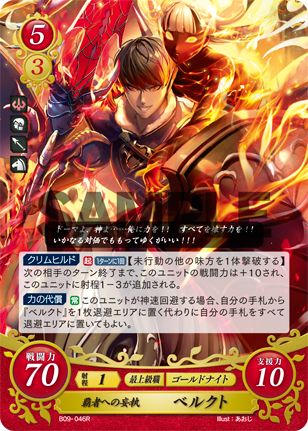 5
3
SAMPLE
ドーマよ、神よ……俺に力を!! すべてを壊す力を!!
いかなる対価でももってゆくがいい!!!
クリムヒルド 起 1ターンに1回 【未行動の他の味方を1体撃破する】
次の相手のターン終了まで、このユニットの戦闘力は+10され、
このユニットに射程1-3が追加される。
力の代償 常 このユニットが神速回避する場合、自分の手札から
『ベルクト』を1枚退避エリアに置く代わりに自分の手札をすべて
退避エリアに置いてもよい。
戦闘力 70
射程 1 最上級職 ゴールドナイト
支援力 10
覇者への妄執 ベルクト
B09-046R
Illust:あおじ